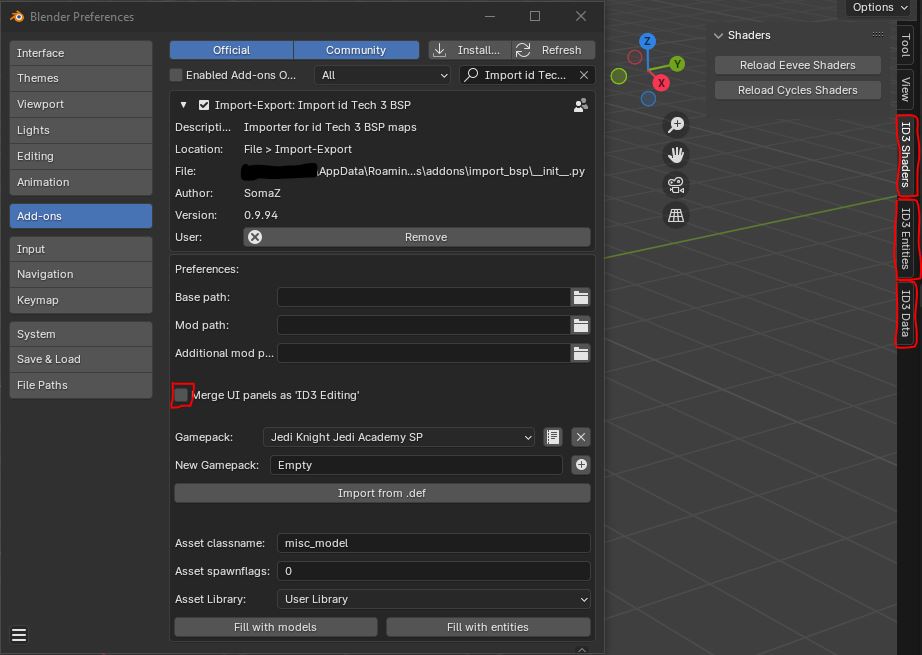 Blender Preferences
Options
Interface
Themes
Viewport
Lights
Editing
Animation
Add-ons
Input
Navigation
Keymap
System
Save & Load
File Paths
Official
Community
Install...
Refresh
Enabled Add-ons O...
All
Import id Tec...
Import-Export: Import id Tech 3 BSP
Descripti... Importer for id Tech 3 BSP maps
Location: File > Import-Export
File: \AppData\Roamin...s\addons\import_bsp\__init__.py
Author: SomaZ
Version: 0.9.94
User: Remove
Preferences:
Base path:
Mod path:
Additional mod p...
Merge UI panels as 'ID3 Editing'
Gamepack: Jedi Knight Jedi Academy SP
New Gamepack: Empty
Import from .def
Asset classname: misc_model
Asset spawnflags: 0
Asset Library: User Library
Fill with models
Fill with entities
Z
Y
X
Shaders
Reload Eevee Shaders
Reload Cycles Shaders
Tool
View
ID3 Shaders
ID3 Entities
ID3 Data